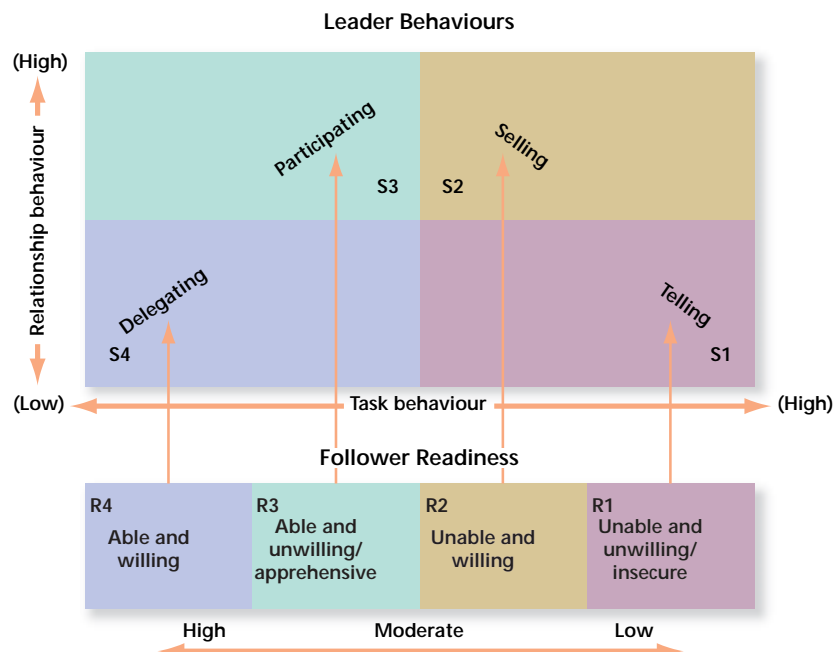 Leader Behaviours
(High)
Relationship behaviour
Participating
Selling
S3
S2
Delegating
Telling
S4
S1
(Low)
Task behaviour
(High)
Follower Readiness
R4
Able and
willing
R3
Able and
unwilling/
apprehensive
R2
Unable and
willing
R1
Unable and
unwilling/
insecure
High
Moderate
Low